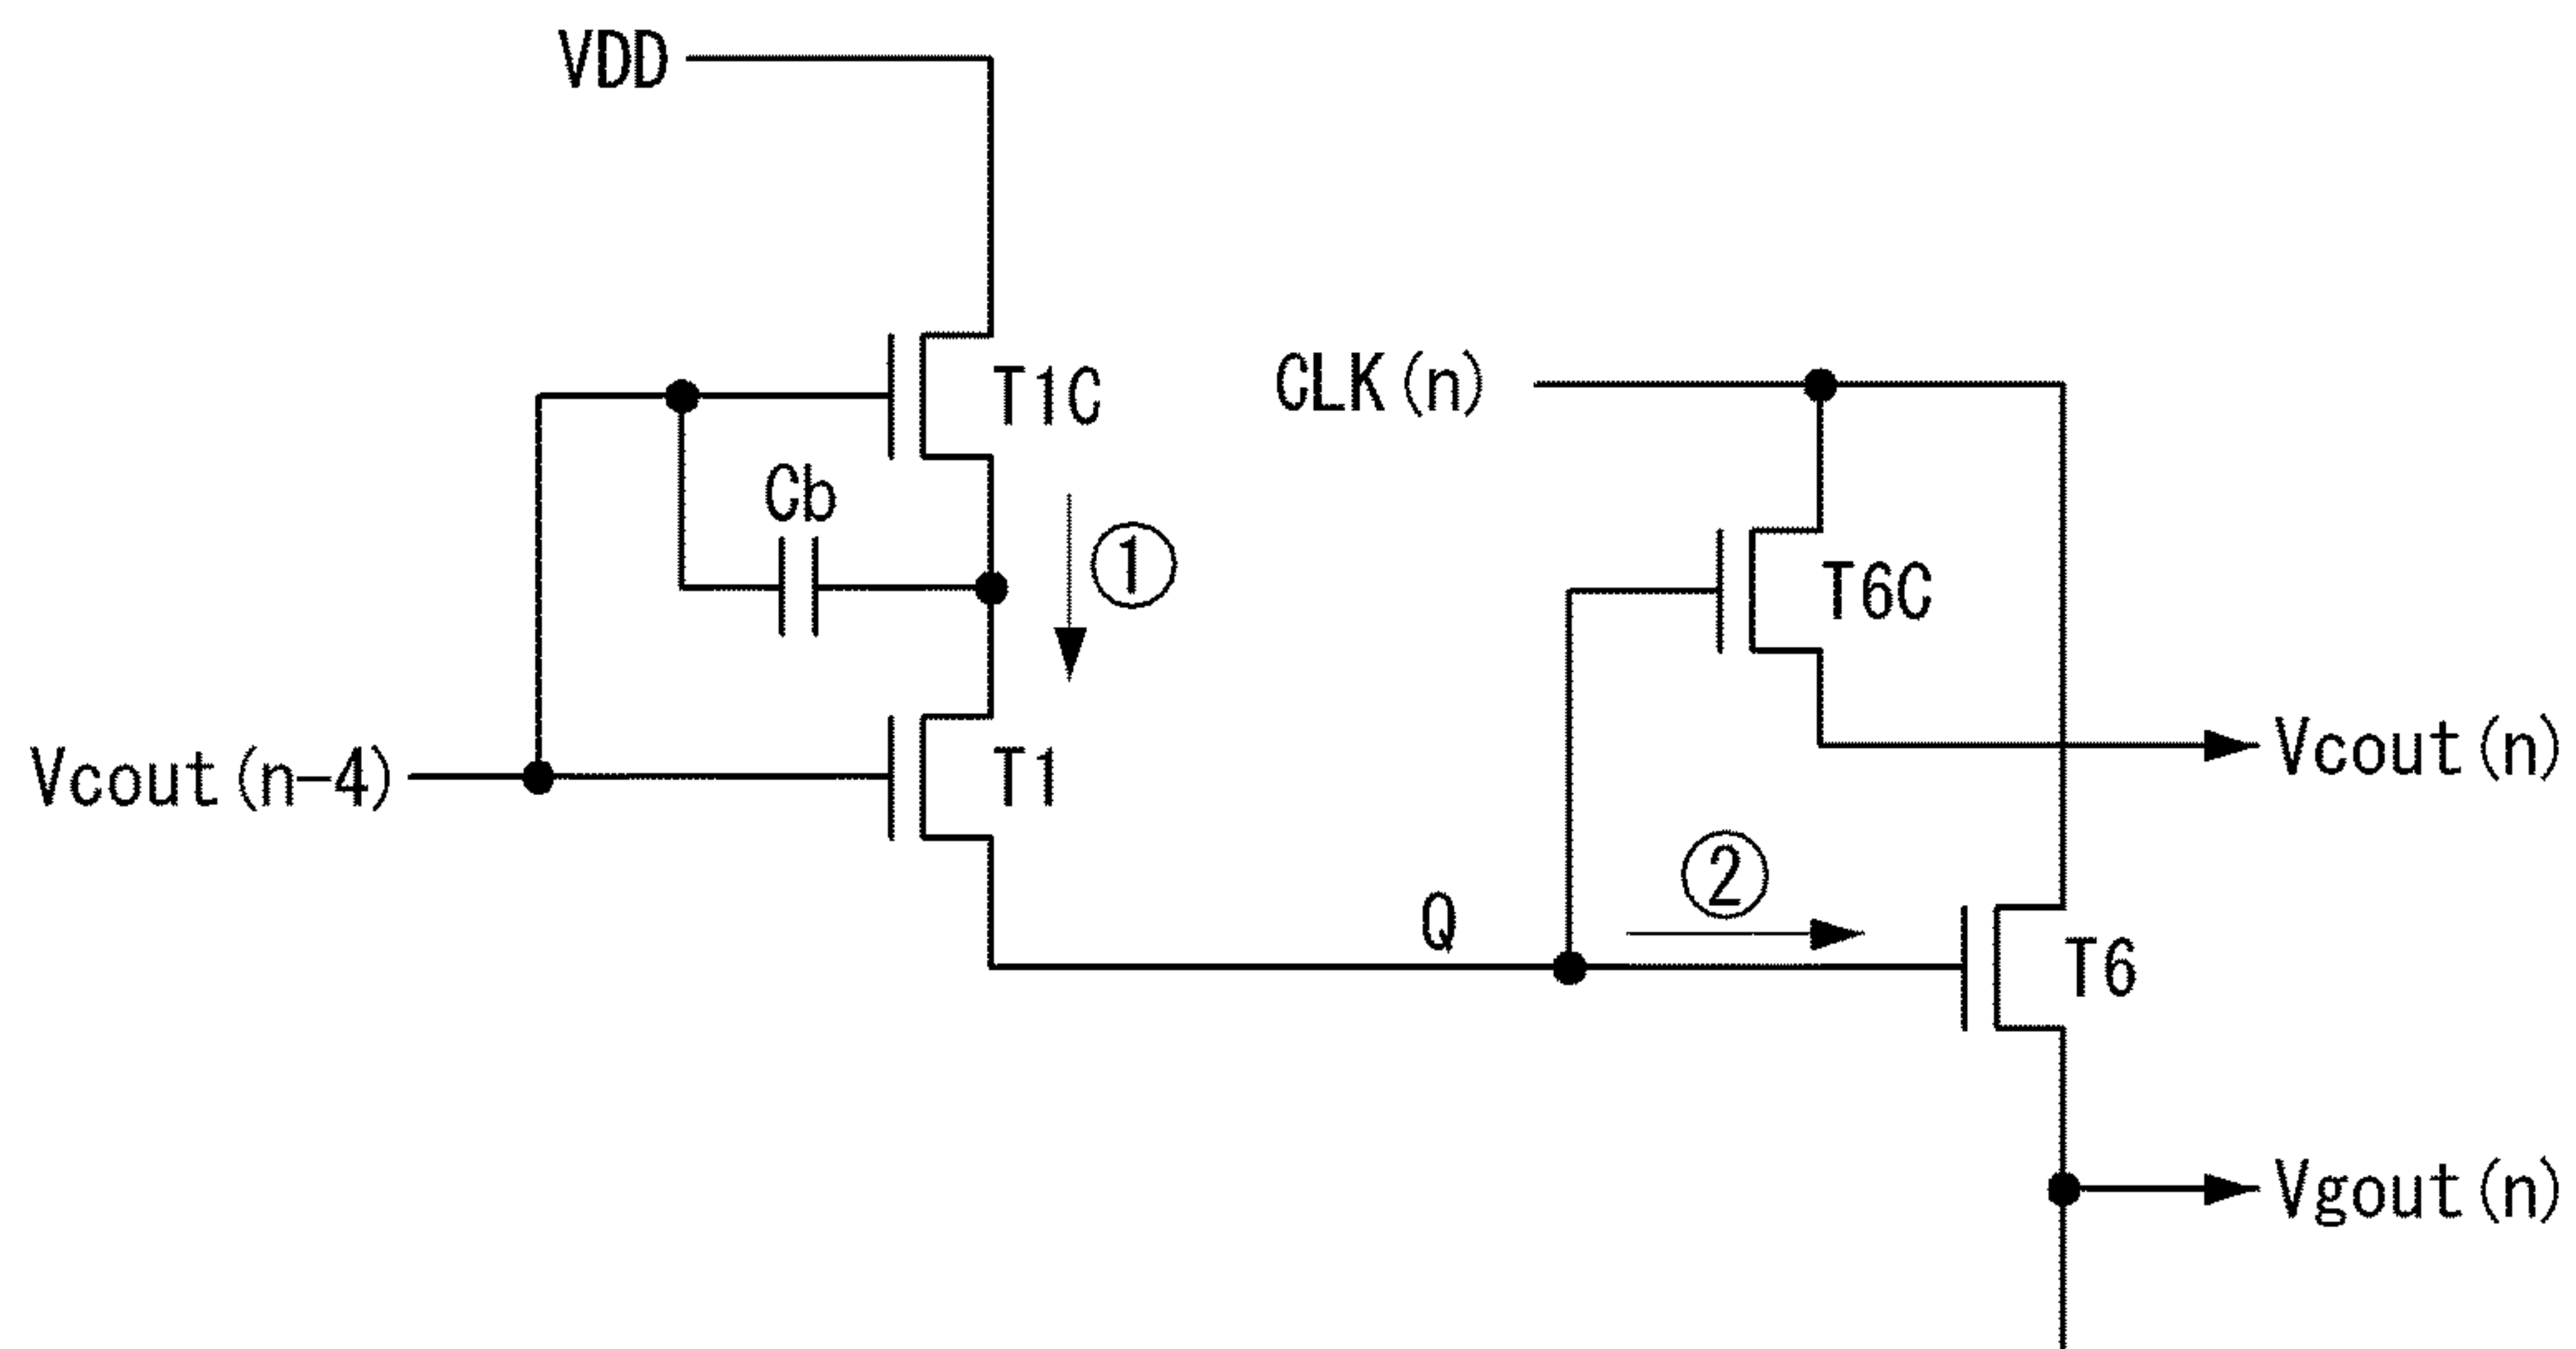 VDD
T1C
CLK(n)
Cb
①
T6C
Vcout(n-4)
T1
Vcout(n)
②
Q
T6
Vgout(n)